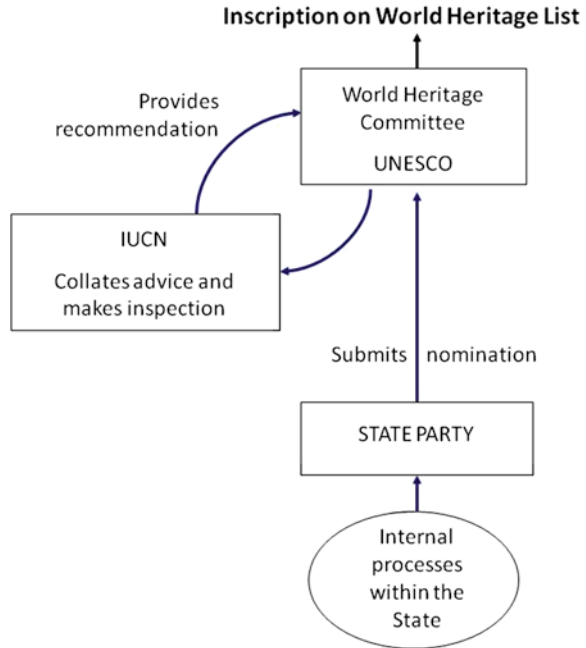 Inscription on World Heritage List
Provides
recommendation
World Heritage
Committee
UNESCO
IUCN
Collates advice and
makes inspection
Submits nomination
STATE PARTY
Internal
processes
within the
State